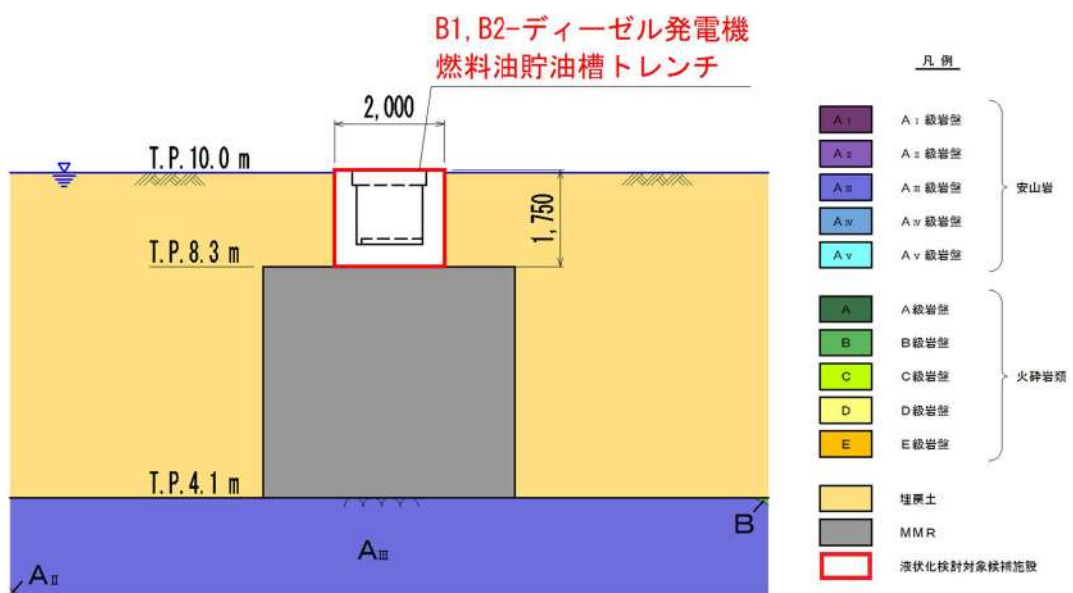 B1, B2-ディーゼル発電機
燃料油貯油槽トレンチ
2,000
T.P.10.0 m
1,750
T.P.8.3 m
T.P.4.1 m
B
AⅢ
AⅡ
凡 例
AⅠ AⅠ級岩盤
AⅡ AⅡ級岩盤
AⅢ AⅢ級岩盤
AⅣ AⅣ級岩盤
AⅤ AⅤ級岩盤
安山岩
A A級岩盤
B B級岩盤
C C級岩盤
D D級岩盤
E E級岩盤
火砕岩類
埋戻土
MMR
液状化検討対象候補施設